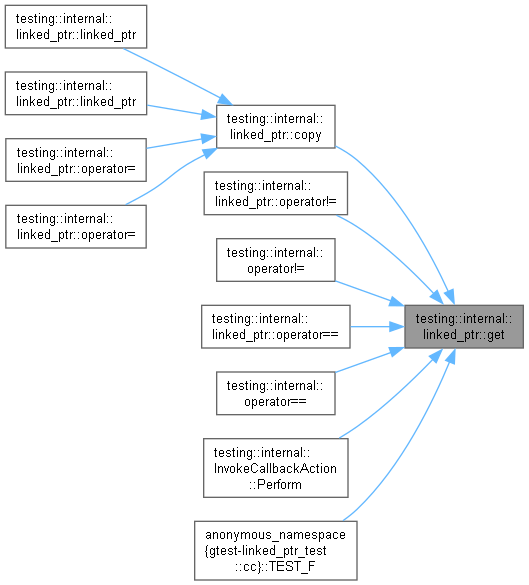 testing::internal::
linked_ptr::linked_ptr
testing::internal::
linked_ptr::linked_ptr
testing::internal::
linked_ptr::operator=
testing::internal::
linked_ptr::operator=
testing::internal::
linked_ptr::copy
testing::internal::
linked_ptr::operator!=
testing::internal::
operator!=
testing::internal::
linked_ptr::operator==
testing::internal::
operator==
testing::internal::
InvokeCallbackAction
::Perform
anonymous_namespace
{gtest-linked_ptr_test
::cc}::TEST_F
testing::internal::
linked_ptr::get